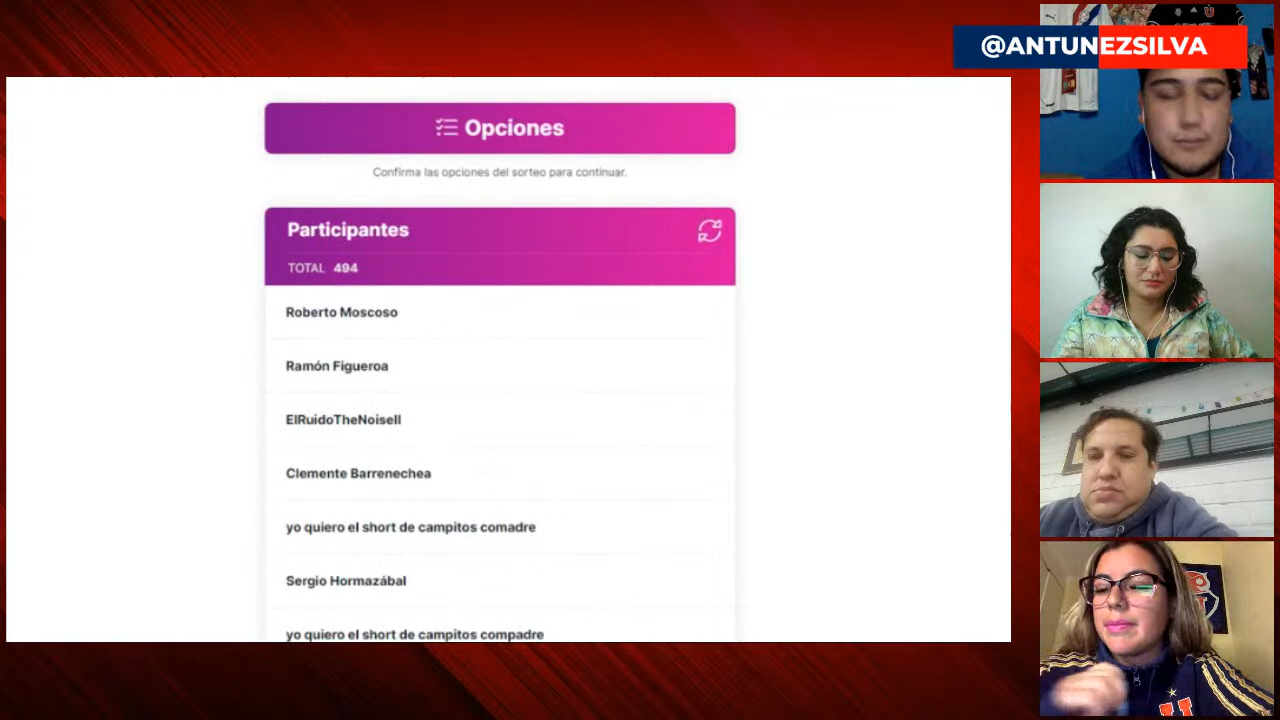 @ANTUNEZSILVA
Opciones
Confirma las opciones del sorteo para continuar.
Participantes
TOTAL 494
Roberto Moscoso
Ramón Figueroa
ElRuidoTheNoisell
Clemente Barrenechea
yo quiero el short de campitos comadre
Sergio Hormazábal
yo quiero el short de campitos compadre